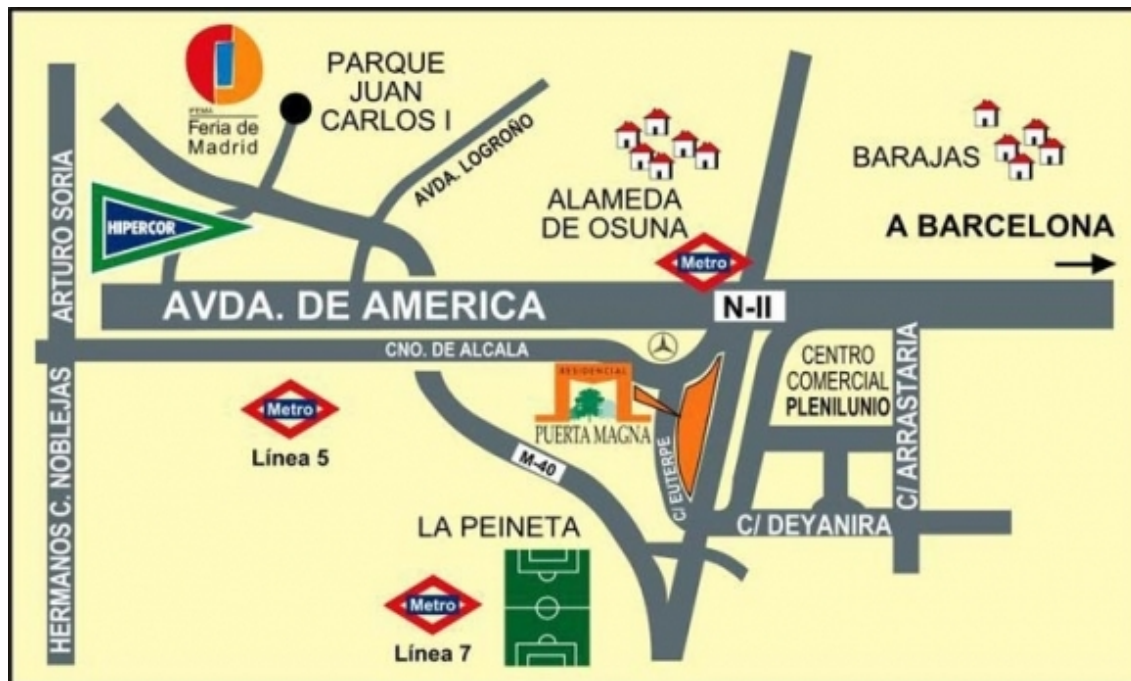 IFEMA
Feria de
Madrid
PARQUE
JUAN
CARLOS I
AVDA. LOGROÑO
ALAMEDA
DE OSUNA
BARAJAS
A BARCELONA
HIPERCOR
ARTURO SORIA
Metro
AVDA. DE AMERICA
N-II
CNO. DE ALCALA
CENTRO
COMERCIAL
PLENILUNIO
C/ ARRASTARIA
RESIDENCIAL
PUERTA MAGNA
Metro
Línea 5
M-40
C/ EUTERPE
C/ DEYANIRA
HERMANOS C. NOBLEJAS
LA PEINETA
Metro
Línea 7